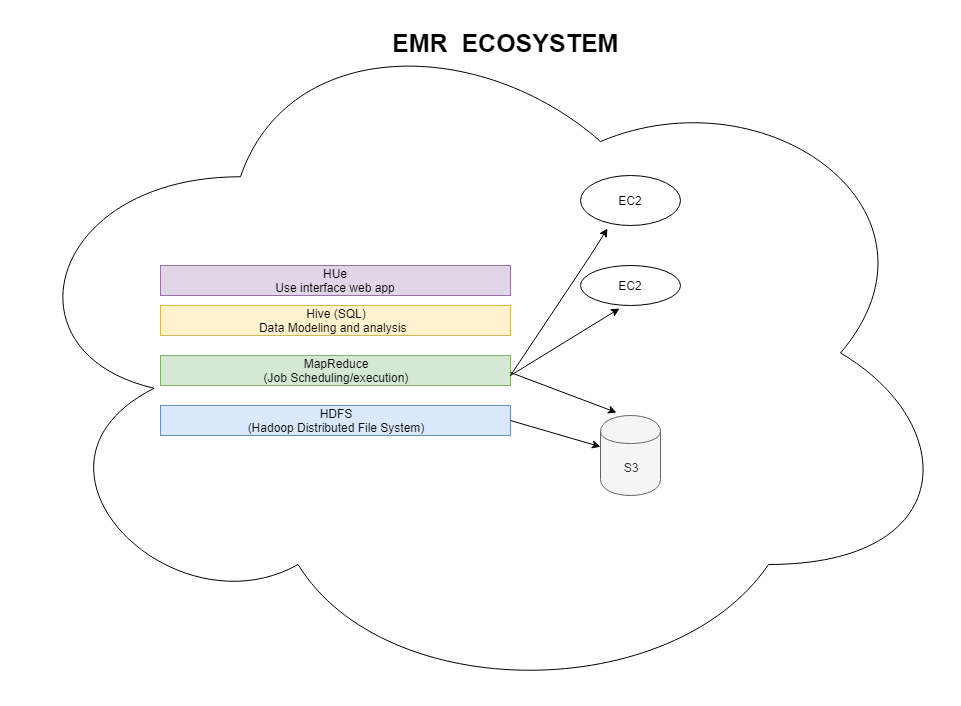 EMR ECOSYSTEM
EC2
EC2
HUe
Use interface web app
Hive (SQL)
Data Modeling and analysis
MapReduce
(Job Scheduling/execution)
HDFS
(Hadoop Distributed File System)
S3